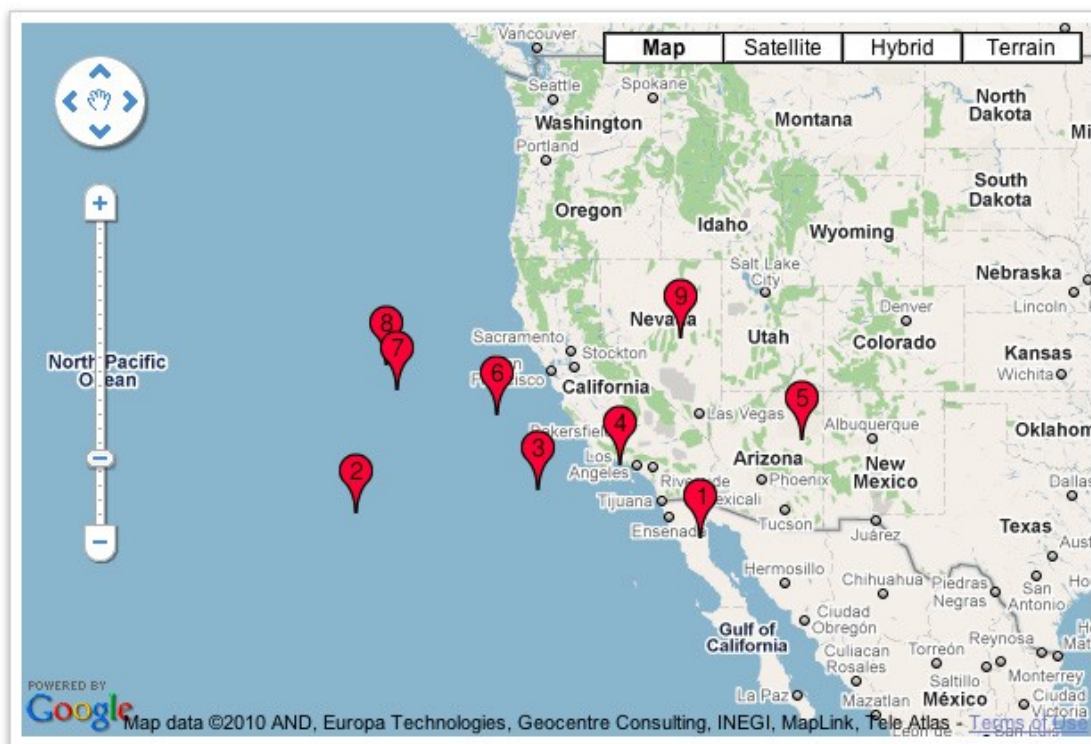 Vancouver
Map Satellite Hybrid Terrain
Seattle
Spokane
North
Dakota
Washington
Montana
Portland
South
Dakota
Oregon
Idaho
Wyoming
Salt Lake
City
Nebraska
Lincoln
9
Nevada
Denver
8
7
Sacramento
Stockton
Utah
Colorado
North Pacific
Ocean
Kansas
Wichita
6
California
5
4
Las Vegas
Albuquerque
3
Los
Angeles
Arizona
New
Mexico
2
Phoenix
Dallas
1
Tijuana
Mexicali
Ensenada
Tucson
Juárez
Texas
Hermosillo
Chihuahua
Piedras
Negras
San
Antonio
Ciudad
Obregón
Gulf of
California
Culiacan
Rosales
Torreón
Reynosa
Saltillo
Monterrey
La Paz
Mazatlan
México
Ciudad
Victoria
POWERED BY
Google
Map data ©2010 AND, Europa Technologies, Geocentre Consulting, INEGI, MapLink, Tele Atlas - Terms of Use